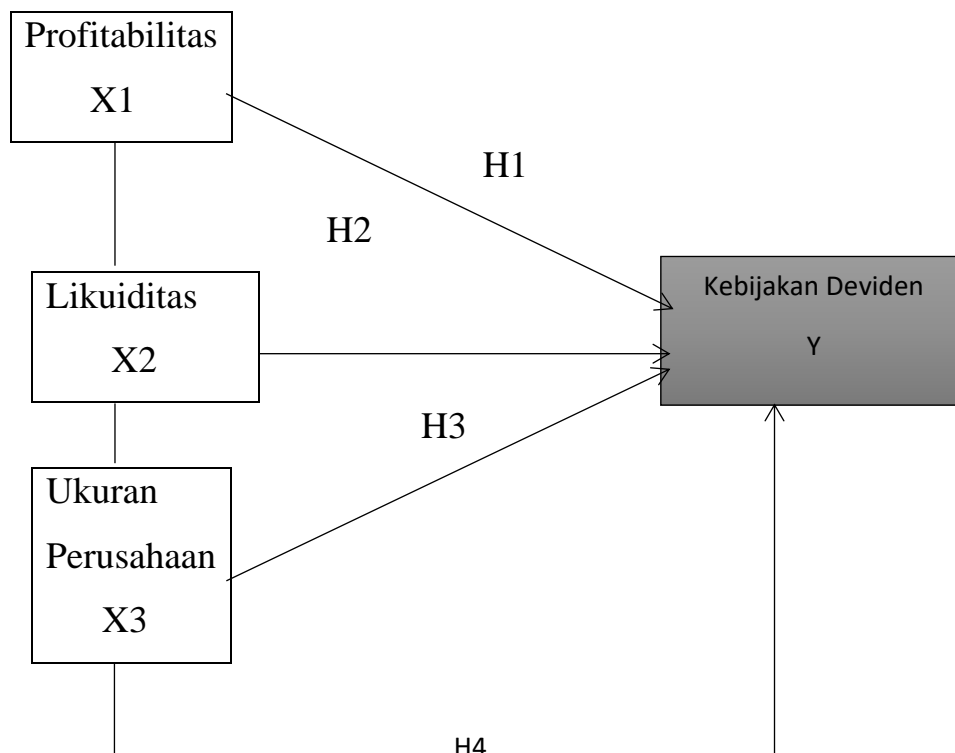 Profitabilitas
X1
H1
H2
Likuiditas
X2
Kebijakan Deviden
Y
H3
Ukuran
Perusahaan
X3
H4